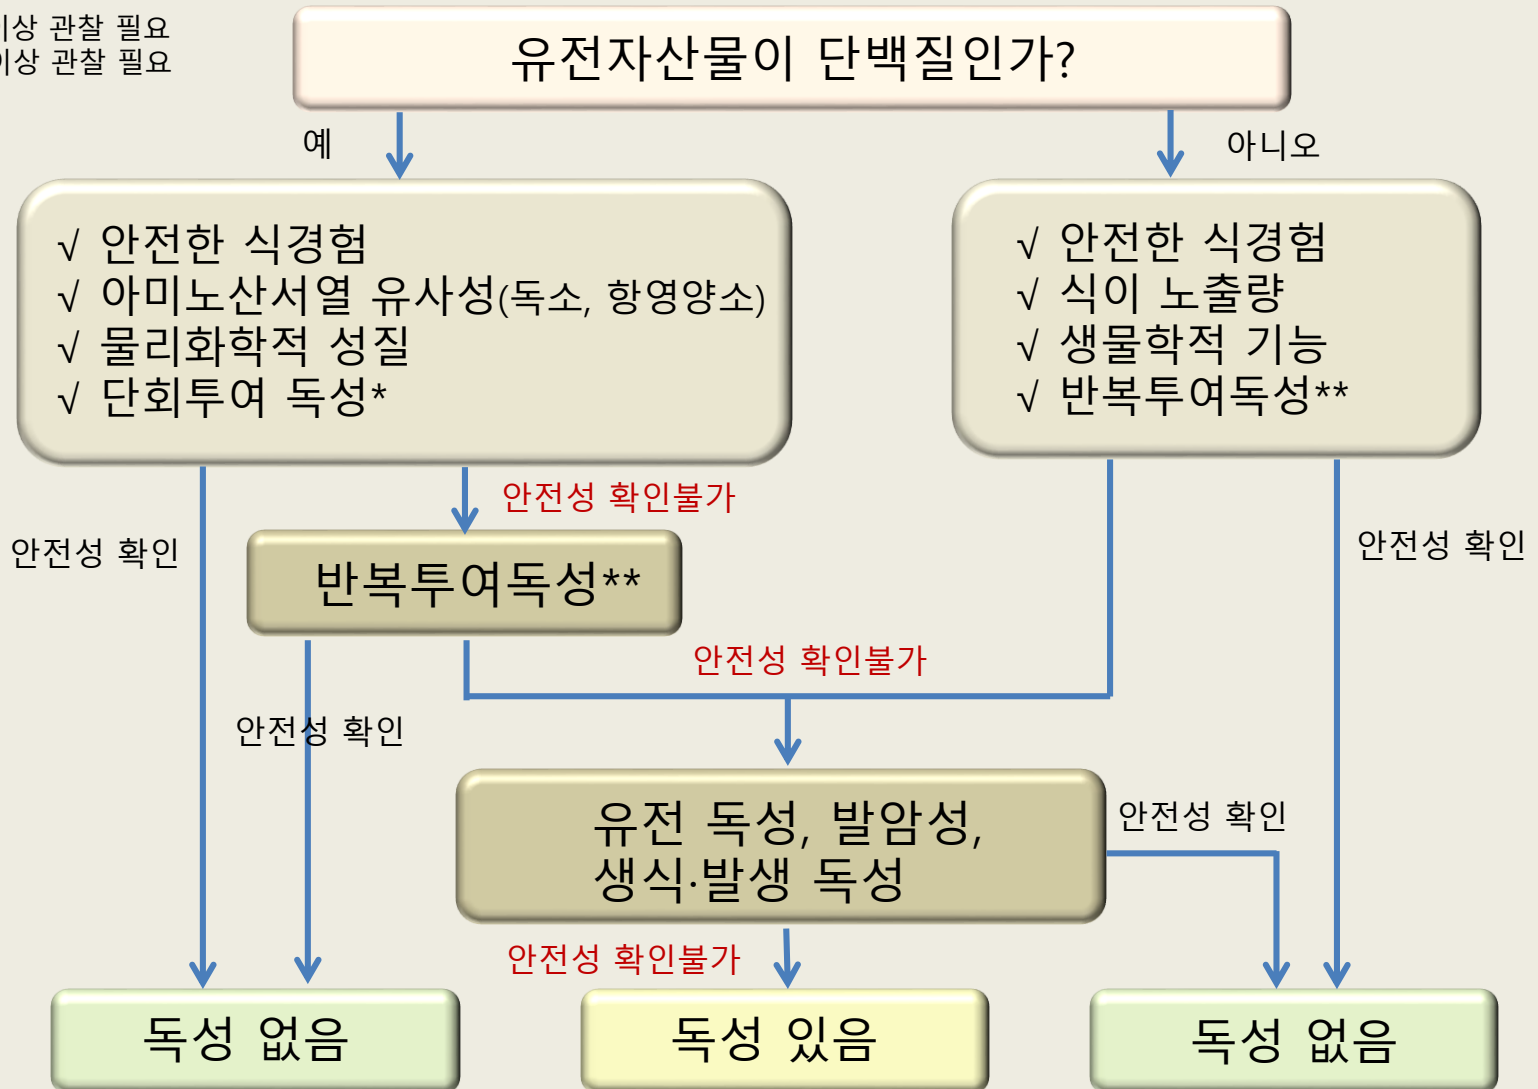 이상 관찰 필요
이상 관찰 필요
유전자산물이 단백질인가?
예
아니오
√ 안전한 식경험
√ 아미노산서열 유사성(독소, 항영양소)
√ 물리화학적 성질
√ 단회투여 독성*
√ 안전한 식경험
√ 식이 노출량
√ 생물학적 기능
√ 반복투여독성**
안전성 확인불가
안전성 확인
안전성 확인
반복투여독성**
안전성 확인불가
안전성 확인
유전 독성, 발암성,
생식·발생 독성
안전성 확인
안전성 확인불가
독성 없음
독성 있음
독성 없음